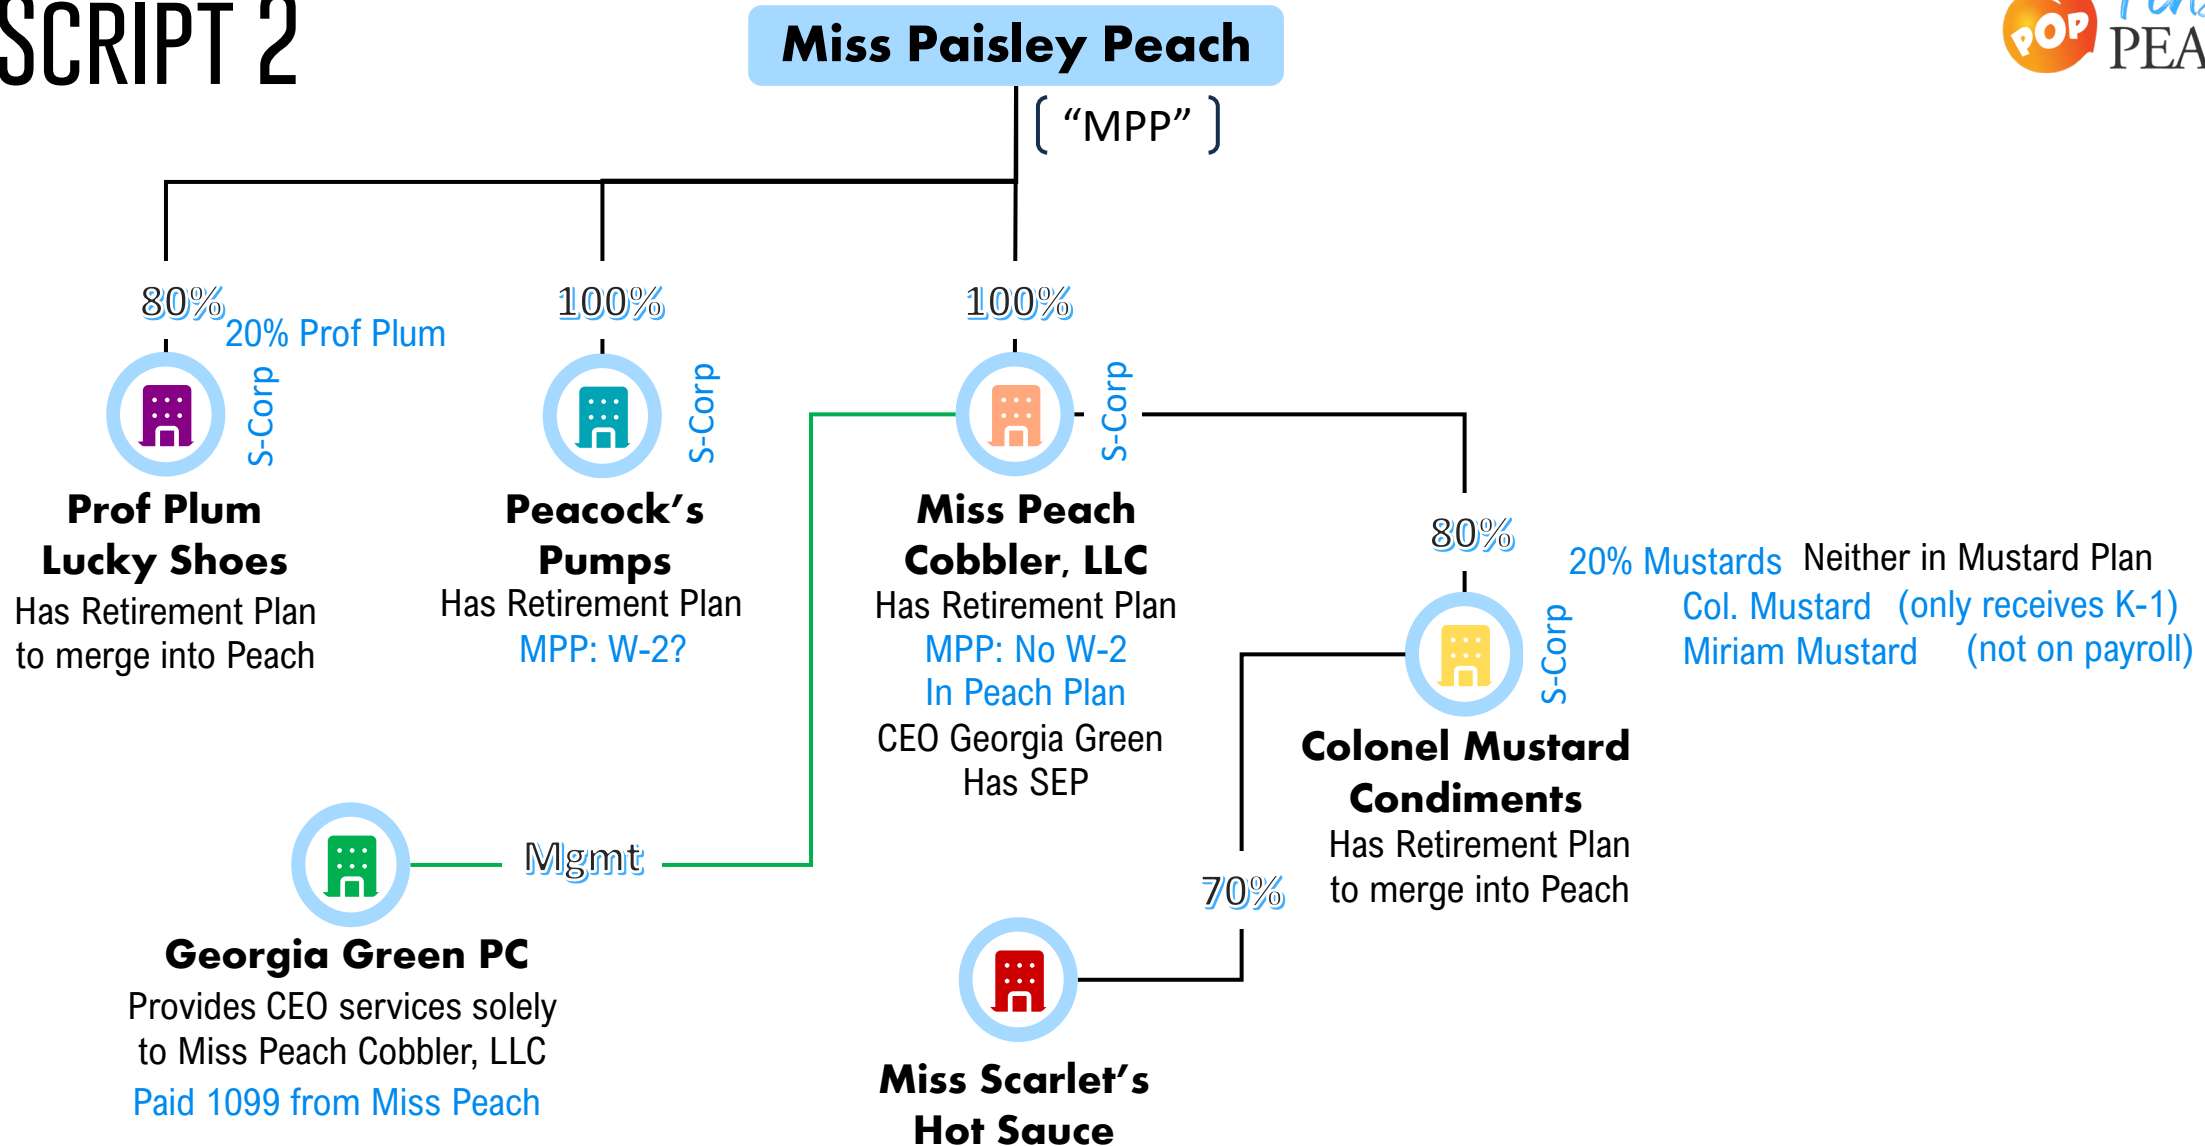 SCRIPT 2
Miss Paisley Peach
POP
[ “MPP” ]
80%
20% Prof Plum
S-Corp
Prof Plum
Lucky Shoes
Has Retirement Plan
to merge into Peach
100%
S-Corp
Peacock’s
Pumps
Has Retirement Plan
MPP: W-2?
100%
S-Corp
Miss Peach
Cobbler, LLC
Has Retirement Plan
MPP: No W-2
In Peach Plan
CEO Georgia Green
Has SEP
80%
20% Mustards Neither in Mustard Plan
Col. Mustard (only receives K-1)
Miriam Mustard (not on payroll)
S-Corp
Colonel Mustard
Condiments
Has Retirement Plan
to merge into Peach
Mgmt
Georgia Green PC
Provides CEO services solely
to Miss Peach Cobbler, LLC
Paid 1099 from Miss Peach
70%
Miss Scarlet’s
Hot Sauce